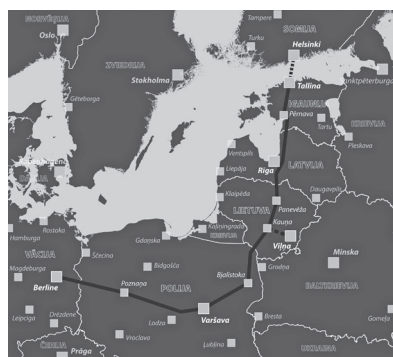 NORVĒĢIJA
Oslo
Tampere
SOMIJA
Turku
Helsinki
ZVIEDRIJA
Stokholma
Tallina
Sanktpēterburga
IGAUNIJA
Gēteborga
Pērnava
Tartu
KRIEVIJA
Pleskava
Ventspils
Rīga
LATVIJA
Liepāja
Klaipēda
Daugavpils
LIETUVA
Panevēža
Kauņa
Rostoka
Hamburga
Gdaņska
Kaļiņingrada
KRIEVIJA
Viļņa
VĀCIJA
Ščecina
Minska
Magdeburga
Bidgošča
Grodņa
Berlīne
Poznaņa
POLIJA
Bjalistoka
BALTKRIEVIJA
Leipciga
Drēzdene
Lodza
Varšava
Bresta
Gomeļa
Vroclava
Ļubļina
UKRAINA
Prāga
ČEHIJA